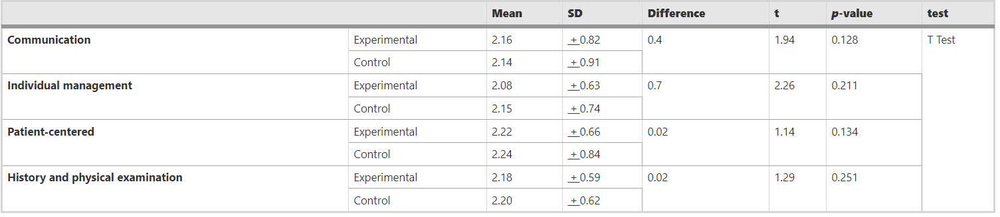 Mean SD Difference t p-value test
Communication Experimental 2.16 + 0.82 0.4 1.94 0.128 T Test
Control 2.14 + 0.91
Individual management Experimental 2.08 + 0.63 0.7 2.26 0.211
Control 2.15 + 0.74
Patient-centered Experimental 2.22 + 0.66 0.02 1.14 0.134
Control 2.24 + 0.84
History and physical examination Experimental 2.18 + 0.59 0.02 1.29 0.251
Control 2.20 + 0.62